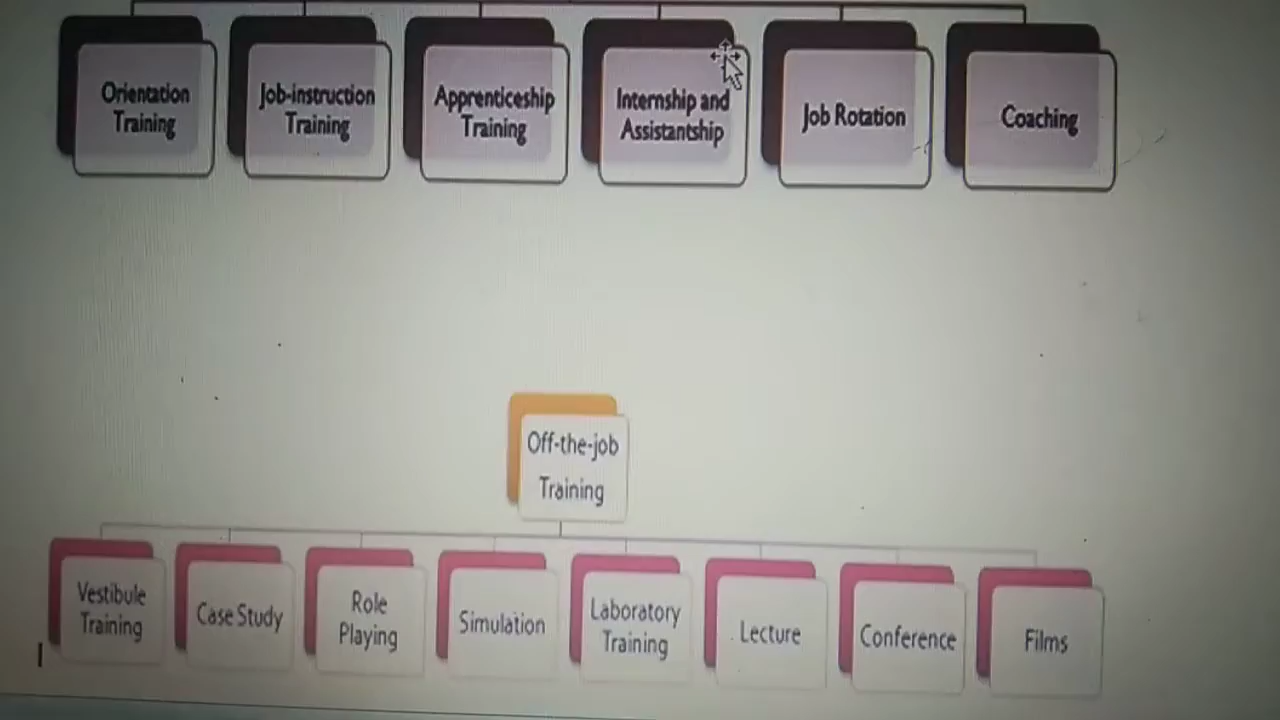 Orientation
Training
Job-instruction
Training
Apprenticeship
Training
Internship and
Assistantship
Job Rotation
Coaching
Off-the-job
Training
Vestibule
Training
Case Study
Role
Playing
Simulation
Laboratory
Training
Lecture
Conference
Films